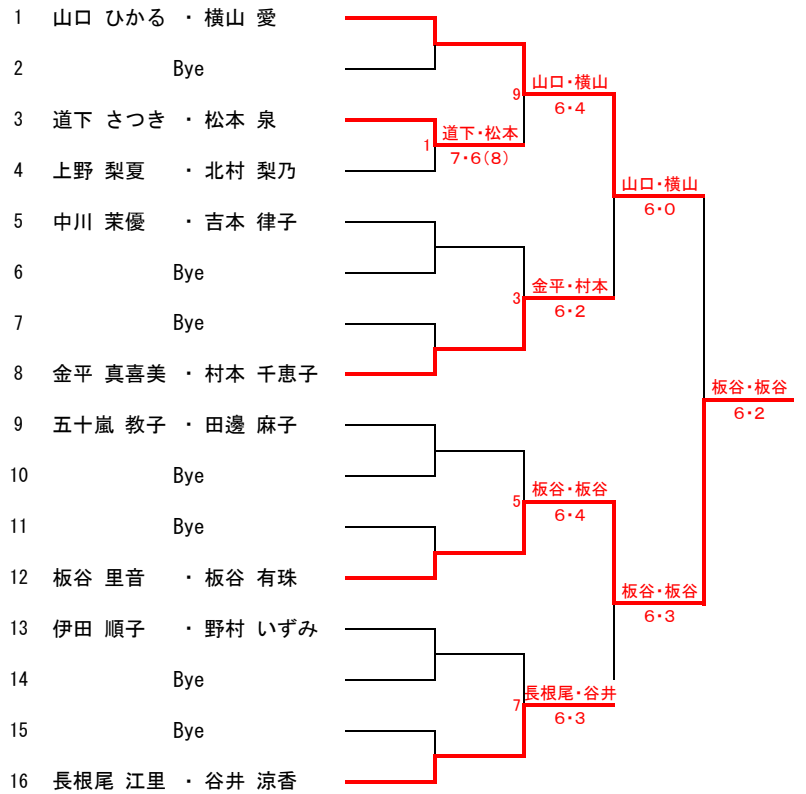 1 山口 ひかる ・ 横山 愛
2 Bye
3 道下 さつき ・ 松本 泉
4 上野 梨夏 ・ 北村 梨乃
5 中川 茉優 ・ 吉本 律子
6 Bye
7 Bye
8 金平 真喜美 ・ 村本 千恵子
9 五十嵐 教子 ・ 田邊 麻子
10 Bye
11 Bye
12 板谷 里音 ・ 板谷 有珠
13 伊田 順子 ・ 野村 いずみ
14 Bye
15 Bye
16 長根尾 江里 ・ 谷井 涼香
1 道下・松本
7・6(8)
9 山口・横山
6・4
3 金平・村本
6・2
5 板谷・板谷
6・4
7 長根尾・谷井
6・3
山口・横山
6・0
板谷・板谷
6・3
板谷・板谷
6・2